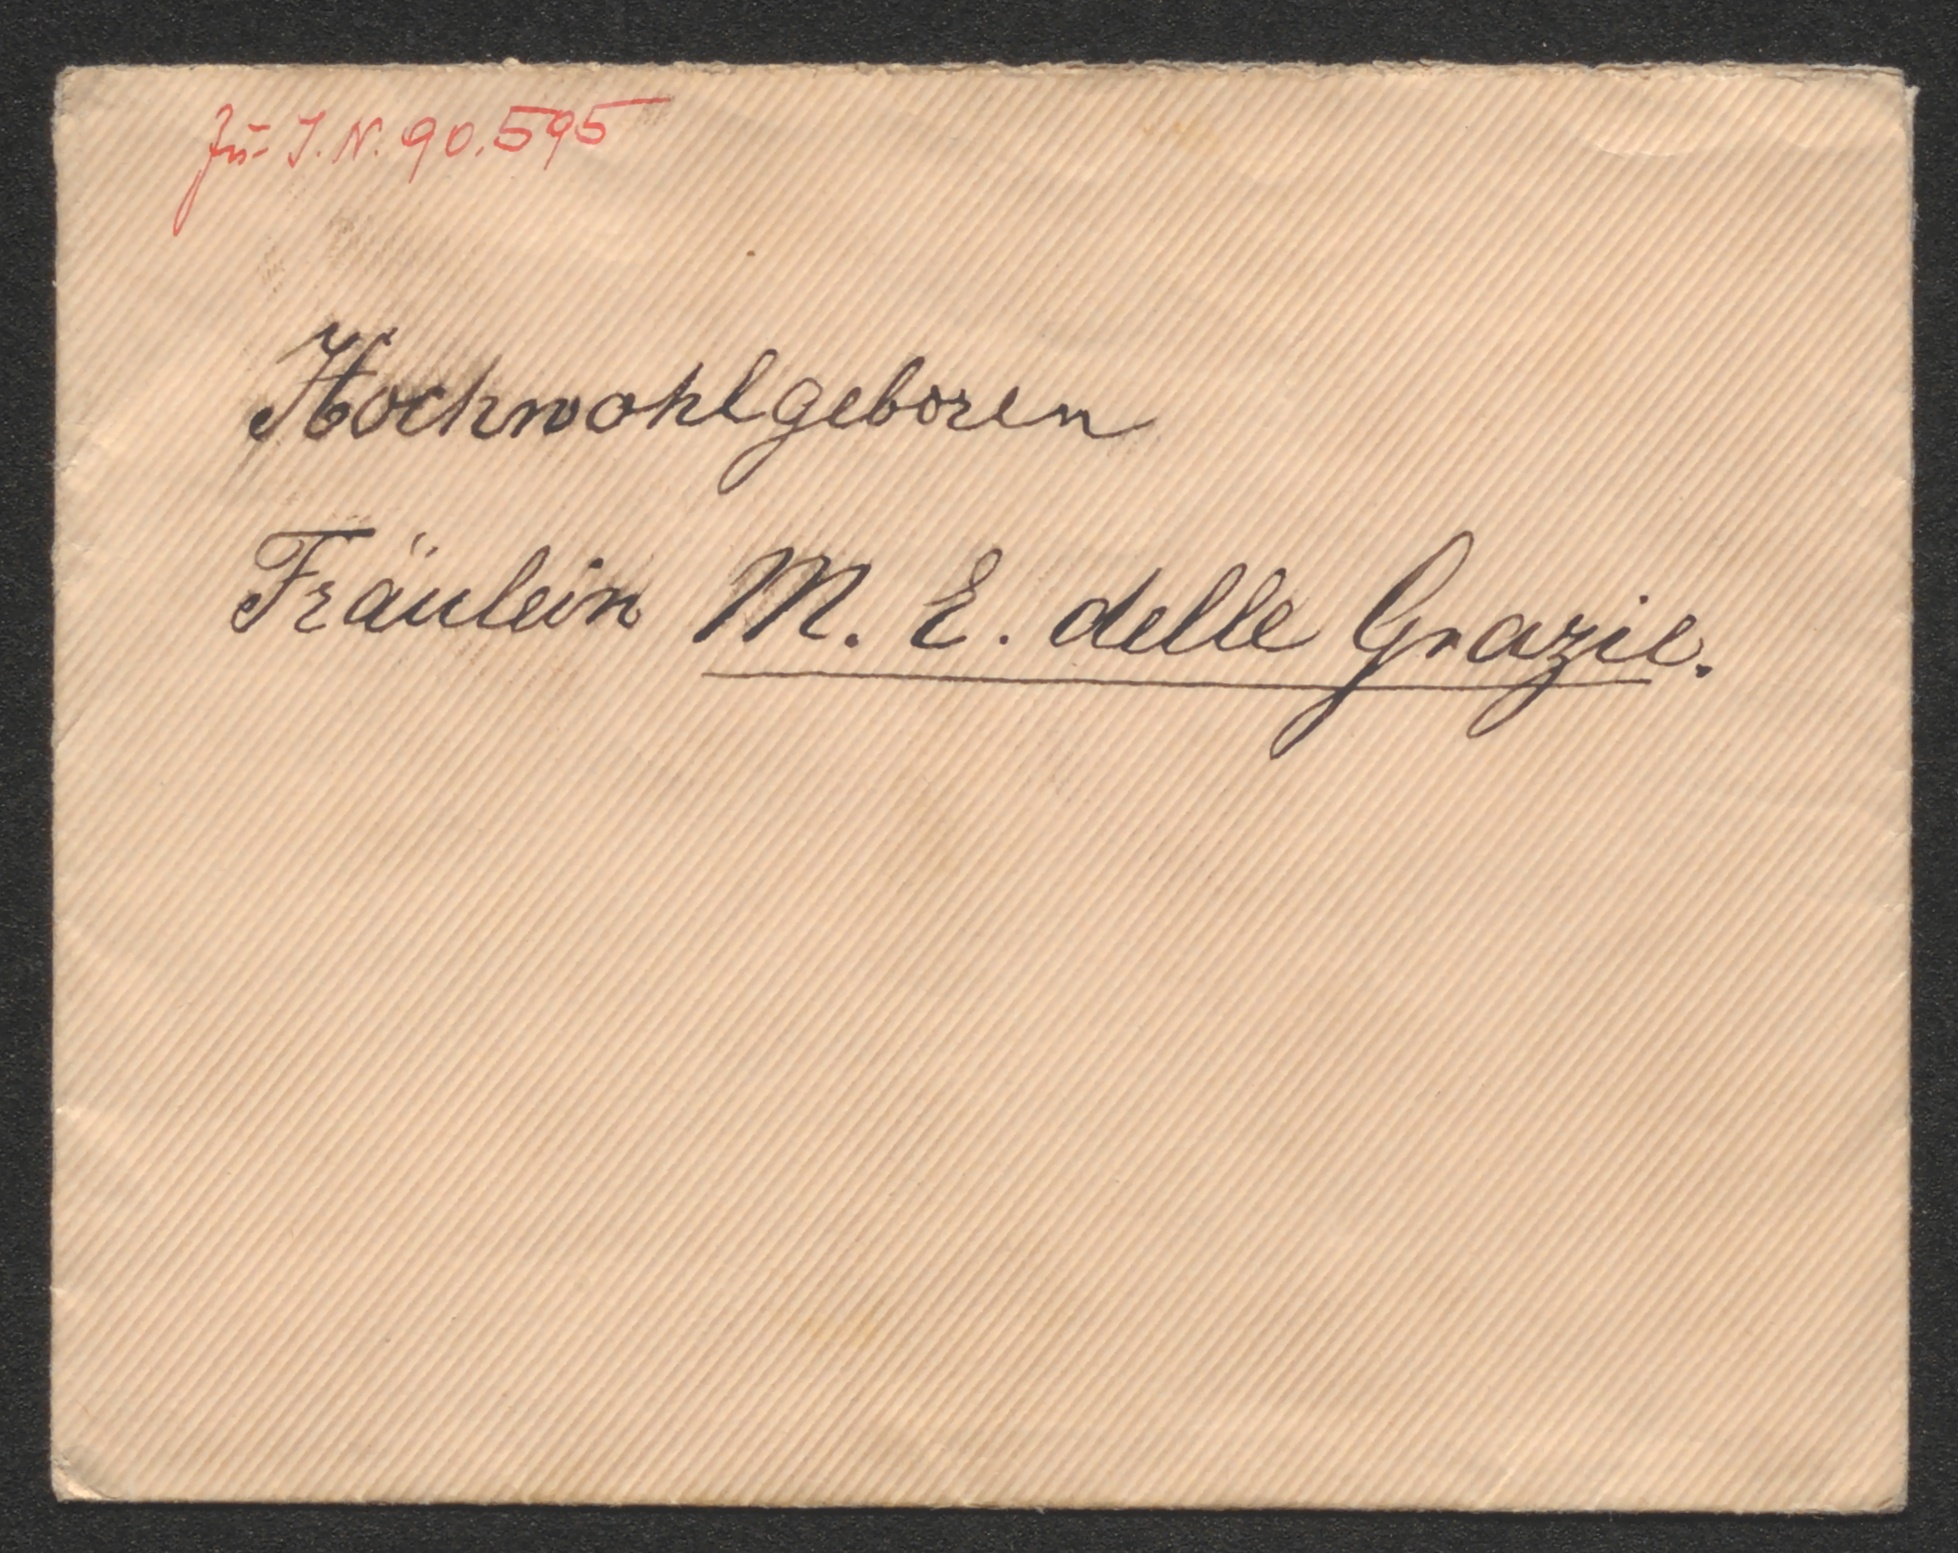 Zu I.N. 90.595
Hochwohlgeboren
Fräulein M. E. delle Grazie.